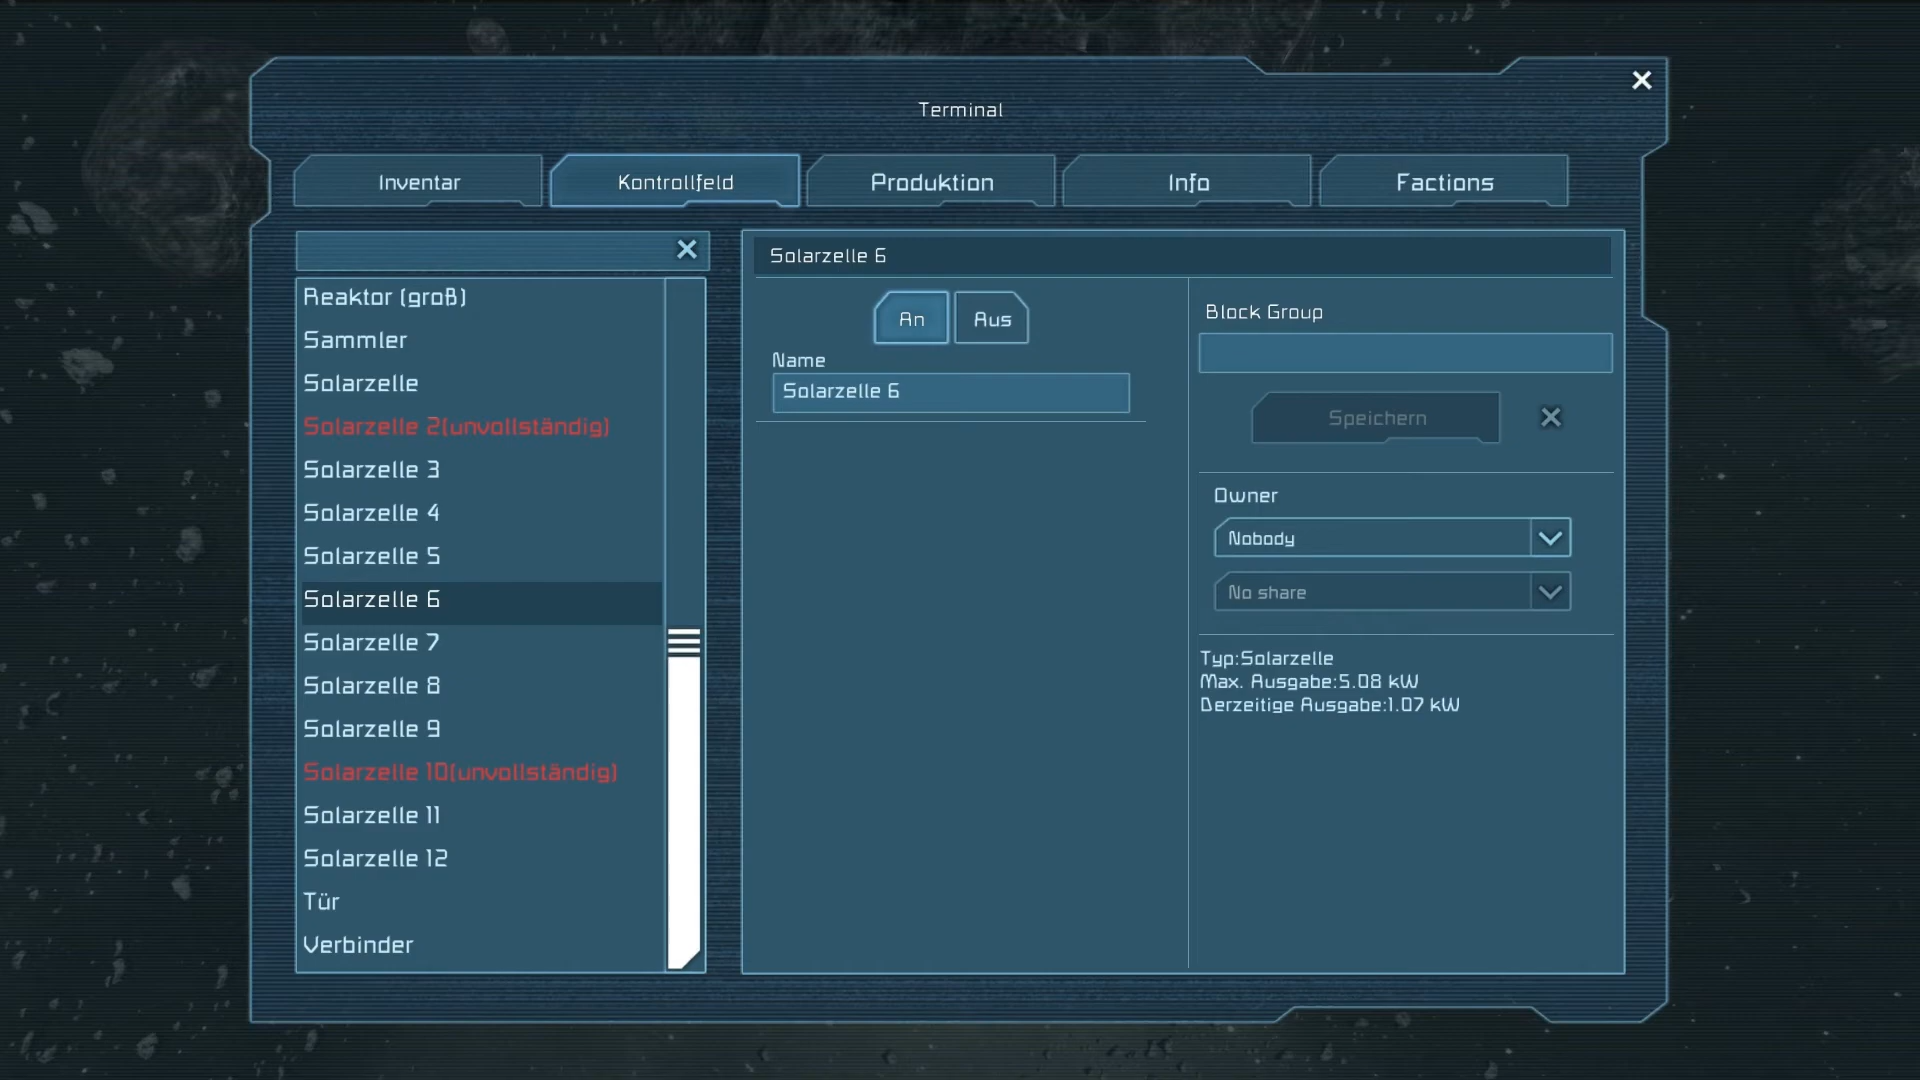 Terminal
Inventar
Kontrollfeld
Produktion
Info
Factions
Reaktor (groß)
Sammler
Solarzelle
Solarzelle 2(unvollständig)
Solarzelle 3
Solarzelle 4
Solarzelle 5
Solarzelle 6
Solarzelle 7
Solarzelle 8
Solarzelle 9
Solarzelle 10(unvollständig)
Solarzelle 11
Solarzelle 12
Tür
Verbinder
Solarzelle 6
An
Aus
Name
Solarzelle 6
Block Group
Speichern
Owner
Nobody
No share
Typ:Solarzelle
Max. Ausgabe:5.08 kW
Derzeitige Ausgabe:1.07 kW